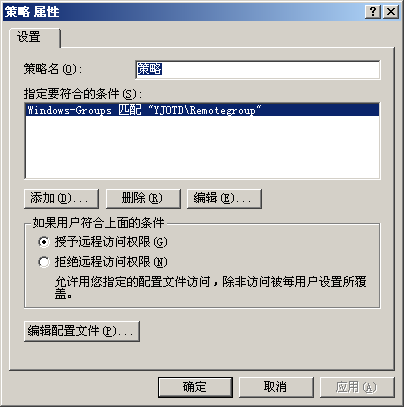 策略 属性
设置
策略名(O): 策略
指定要符合的条件(S):
Windows-Groups 匹配 "YJOTD\Remotegroup"
添加(D)... 删除(R) 编辑(E)...
如果用户符合上面的条件
授予远程访问权限(G)
拒绝远程访问权限(N)
允许用您指定的配置文件访问，除非访问被每用户设置所覆
盖。
编辑配置文件(P)...
确定 取消 应用(A)